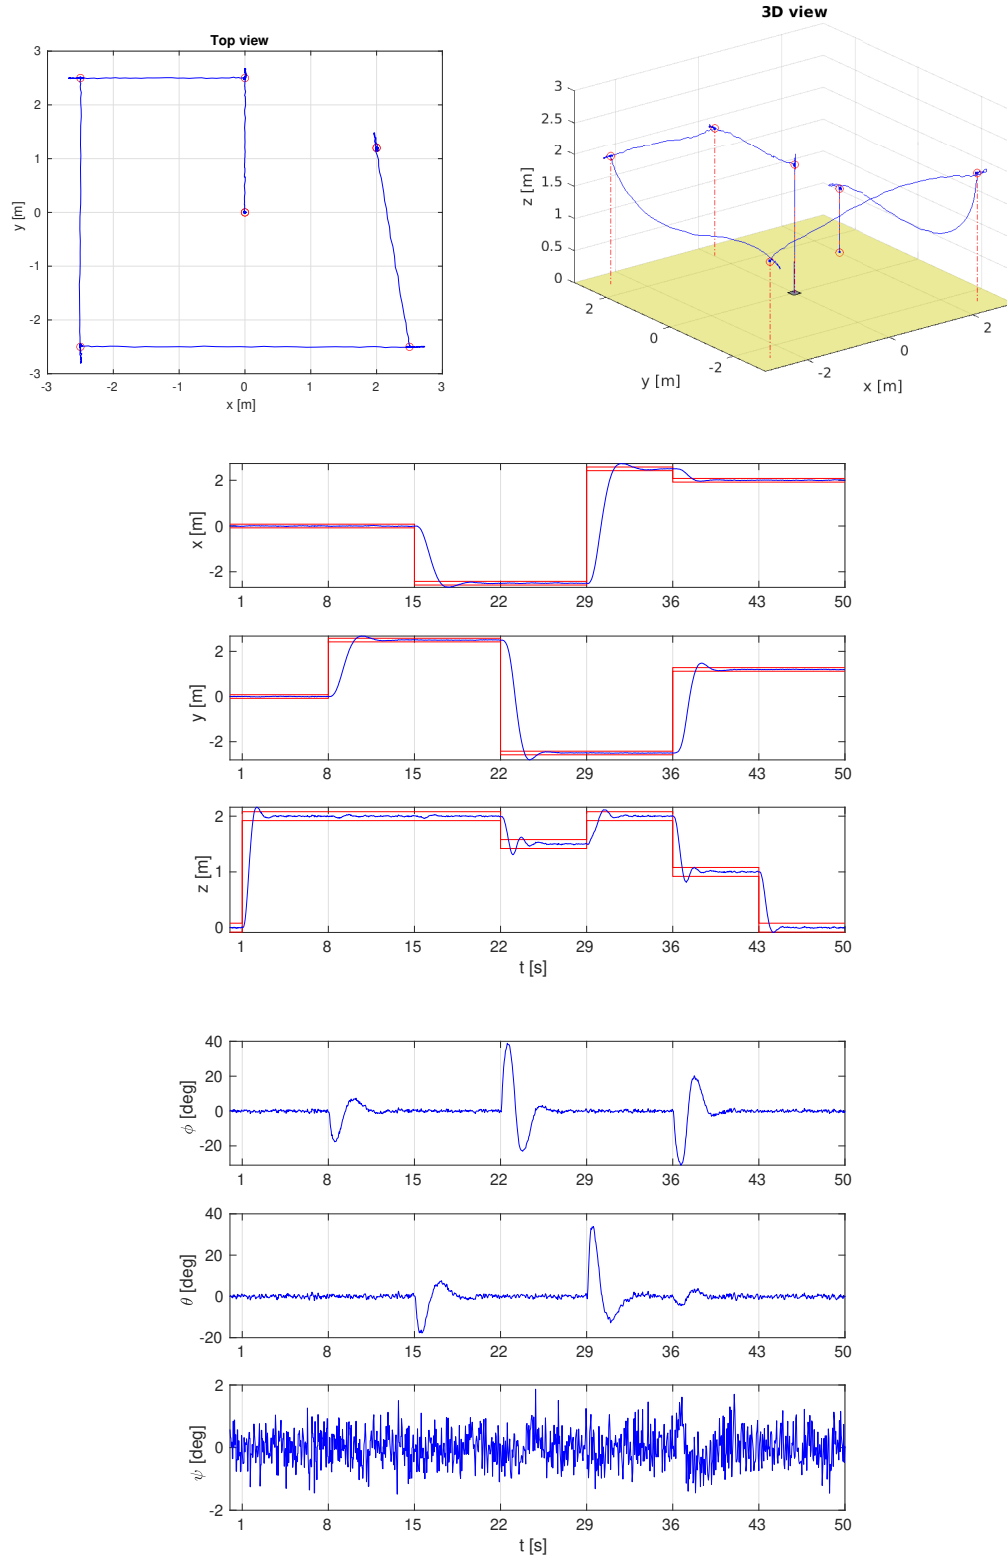 Top view
3
2
1
0
-1
-2
-3
y [m]
-3 -2 -1 0 1 2 3
x [m]
3D view
3
2.5
2
1.5
1
0.5
0
z [m]
2
0
-2
y [m]
-2
0
2
x [m]
2
0
-2
x [m]
1 8 15 22 29 36 43 50
2
0
-2
y [m]
1 8 15 22 29 36 43 50
2
1
0
z [m]
1 8 15 22 29 36 43 50
t [s]
40
20
0
-20
ϕ [deg]
1 8 15 22 29 36 43 50
40
20
0
-20
θ [deg]
1 8 15 22 29 36 43 50
2
0
-2
ψ [deg]
1 8 15 22 29 36 43 50
t [s]